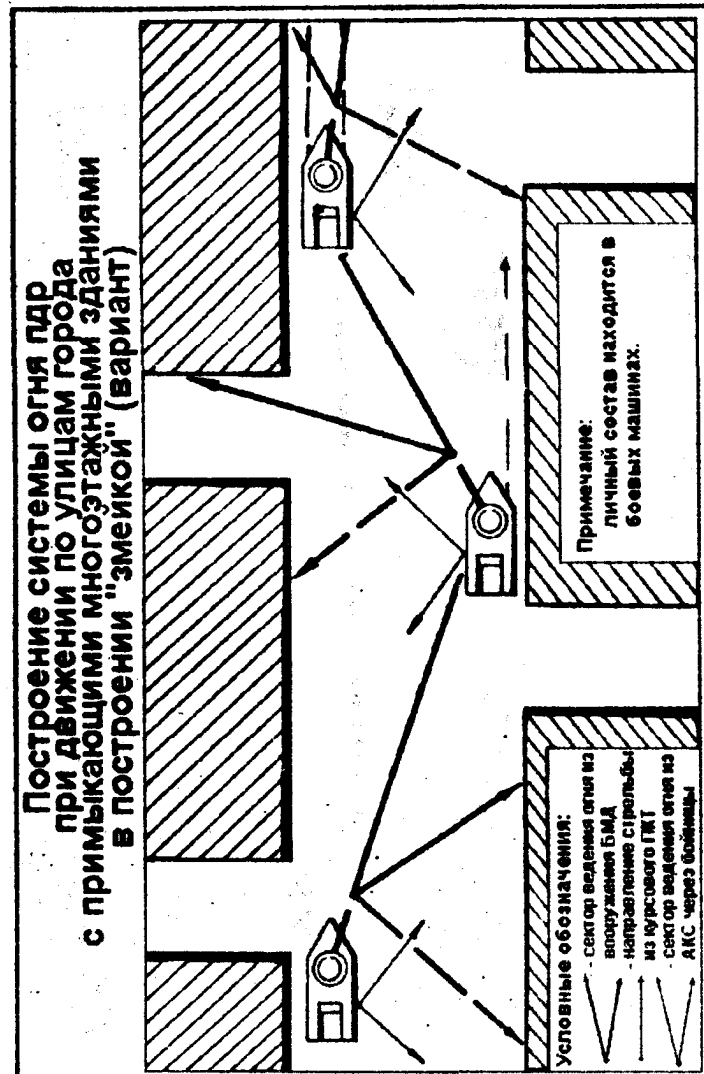 Построение системы огня пдр
при движении по улицам города
с примыкающими многоэтажными зданиями
в построении "змейкой" (вариант)
Примечание:
личный состав находится в
боевых машинах.
Условные обозначения:
- сектор ведения огня из
вооружения БМД
- направление стрельбы
из курсового ПКТ
- сектор ведения огня из
АКС через бойницы